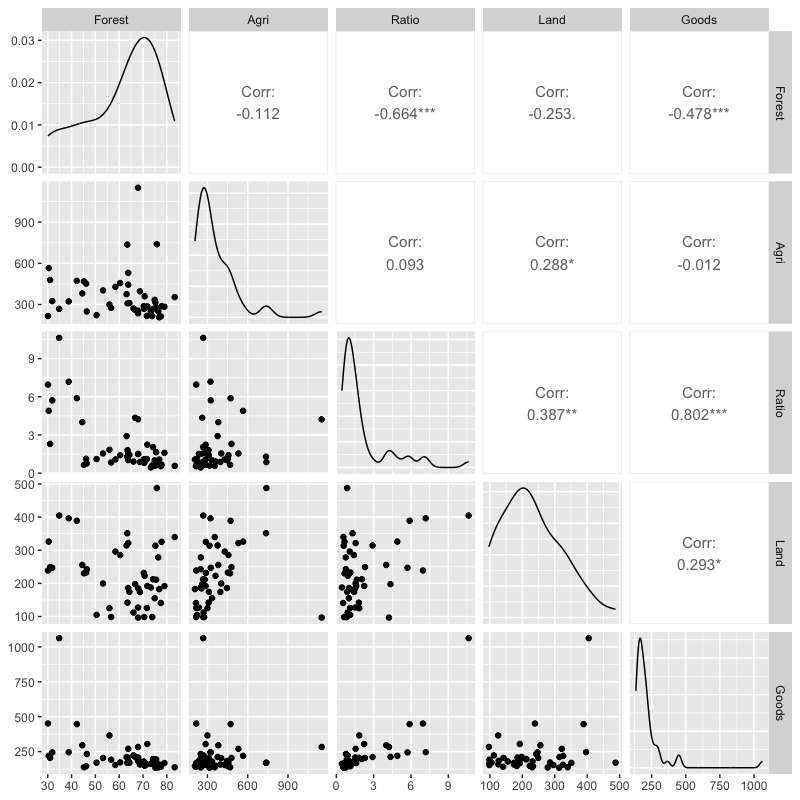 Forest Agri Ratio Land Goods
0.03
0.02
0.01
0.00
Corr:
-0.112
Corr:
-0.664***
Corr:
-0.253.
Corr:
-0.478***
Forest
900
600
300
Corr:
0.093
Corr:
0.288*
Corr:
-0.012
Agri
9
6
3
0
Corr:
0.387**
Corr:
0.802***
Ratio
500
400
300
200
100
Corr:
0.293*
Land
1000
750
500
250
Goods
30 40 50 60 70 80 300 600 900 0 3 6 9 100 200 300 400 500 250 500 750 1000